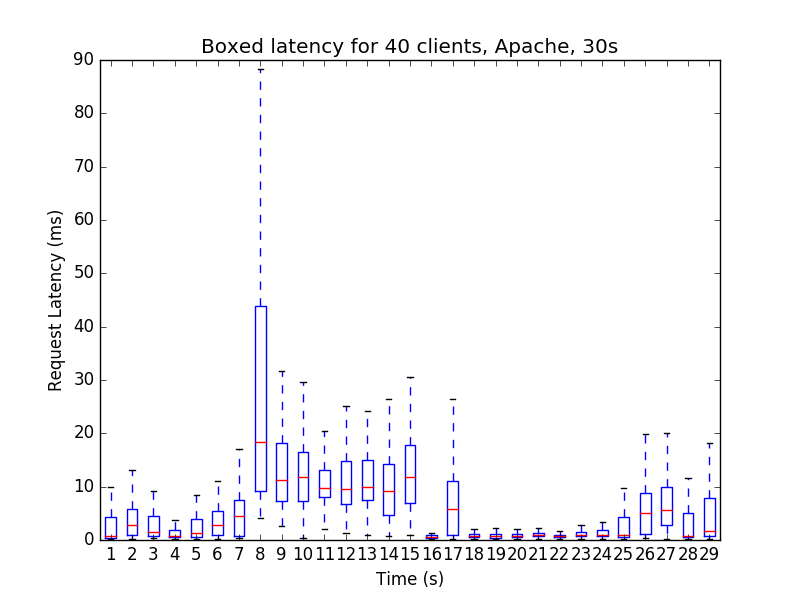 Boxed latency for 40 clients, Apache, 30s
90
80
70
60
50
40
30
20
10
0
Request Latency (ms)
1 2 3 4 5 6 7 8 9 10 11 12 13 14 15 16 17 18 19 20 21 22 23 24 25 26 27 28 29
Time (s)